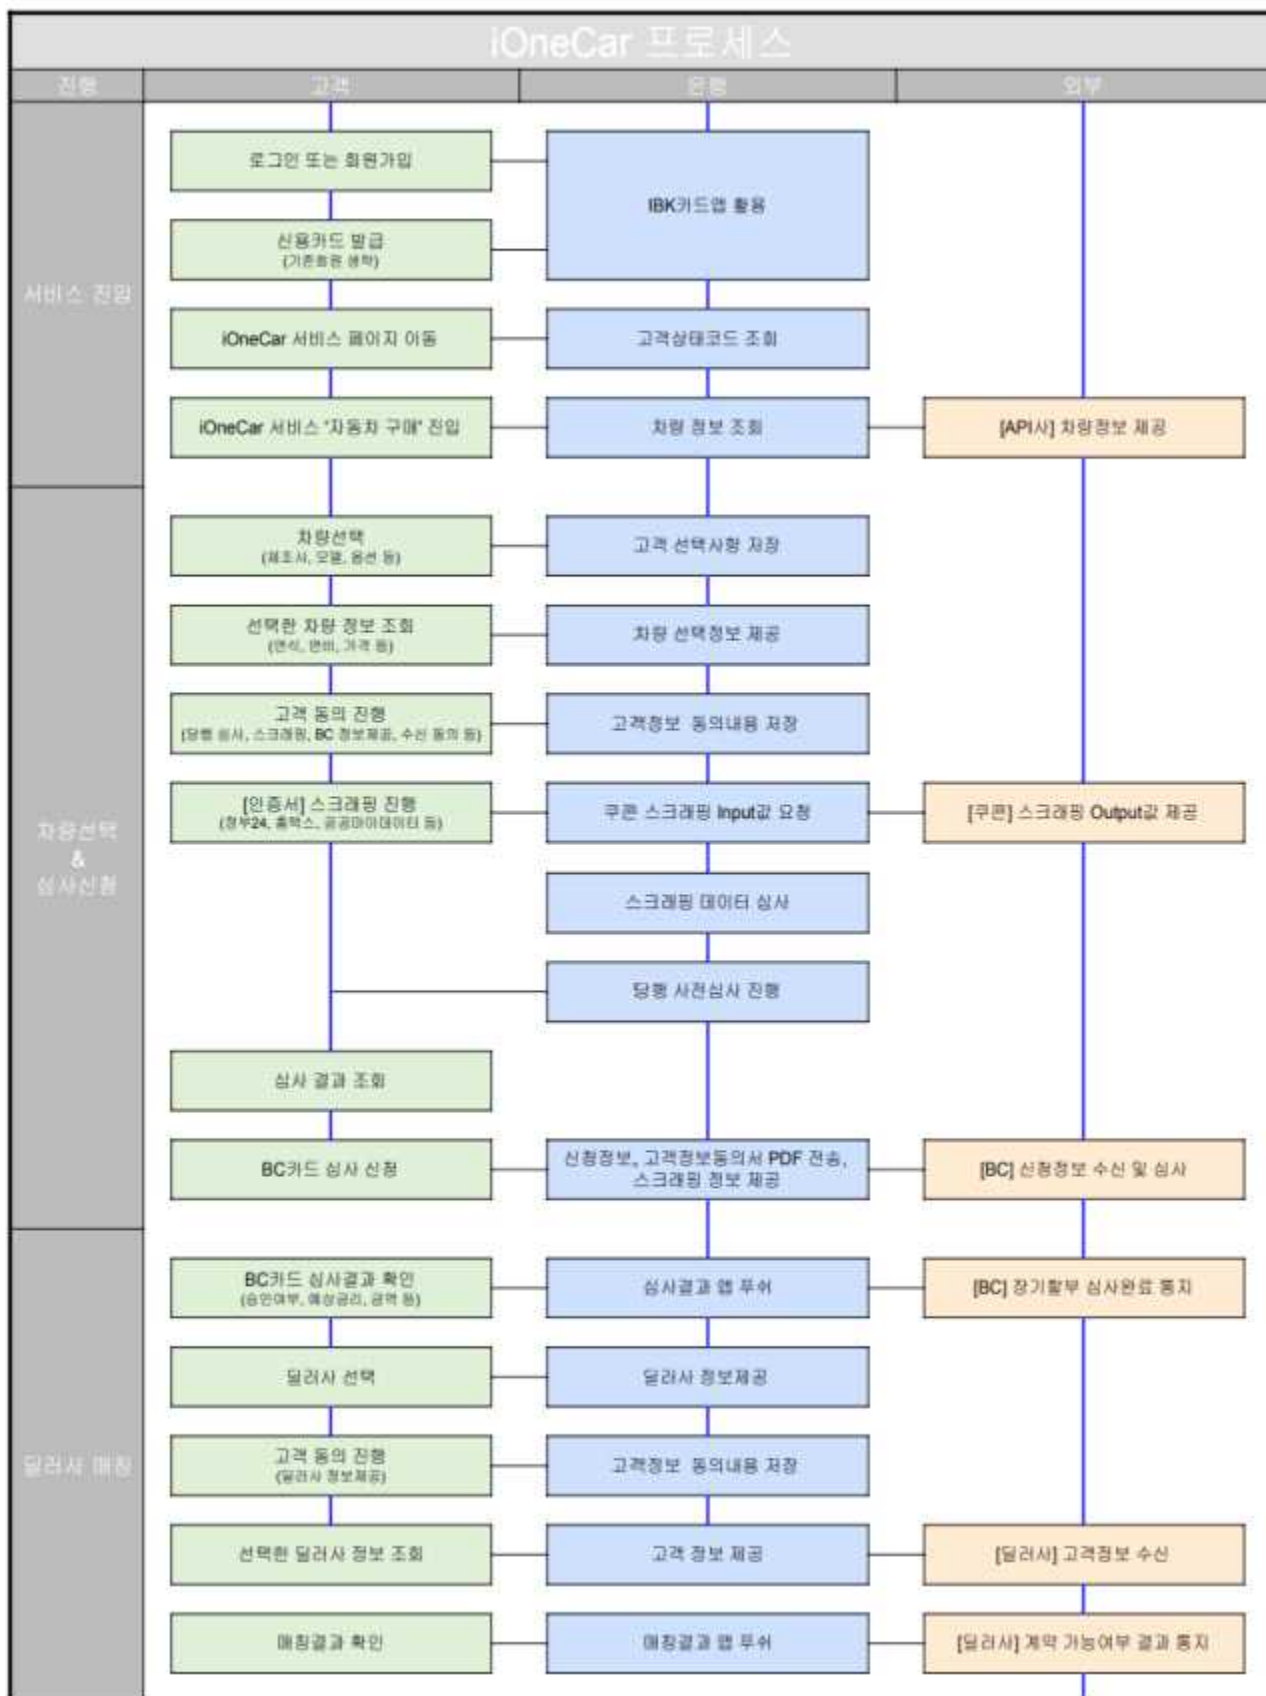 iOneCar 프로세스
진행
고객
은행
외부
서비스 진입
로그인 또는 회원가입
IBK카드앱 활용
신용카드 발급
(기존회원 생략)
iOneCar 서비스 페이지 이동
고객상태코드 조회
iOneCar 서비스 '자동차 구매' 진입
차량 정보 조회
[API사] 차량정보 제공
차량선택
&
심사신청
차량선택
(제조사, 모델, 옵션 등)
고객 선택사항 저장
선택한 차량 정보 조회
(연식, 연비, 가격 등)
차량 선택정보 제공
고객 동의 진행
(당행 심사, 스크래핑, BC 정보제공, 수신 동의 등)
고객정보 동의내용 저장
[인증서] 스크래핑 진행
(정부24, 홈택스, 공공마이데이터 등)
쿠콘 스크래핑 Input값 요청
[쿠콘] 스크래핑 Output값 제공
스크래핑 데이터 심사
당행 사전심사 진행
심사 결과 조회
BC카드 심사 신청
신청정보, 고객정보동의서 PDF 전송,
스크래핑 정보 제공
[BC] 신청정보 수신 및 심사
딜러사 매칭
BC카드 심사결과 확인
(승인여부, 예상금리, 금액 등)
심사결과 앱 푸쉬
[BC] 장기할부 심사완료 통지
딜러사 선택
딜러사 정보제공
고객 동의 진행
(딜러사 정보제공)
고객정보 동의내용 저장
선택한 딜러사 정보 조회
고객 정보 제공
[딜러사] 고객정보 수신
매칭결과 확인
매칭결과 앱 푸쉬
[딜러사] 계약 가능여부 결과 통지